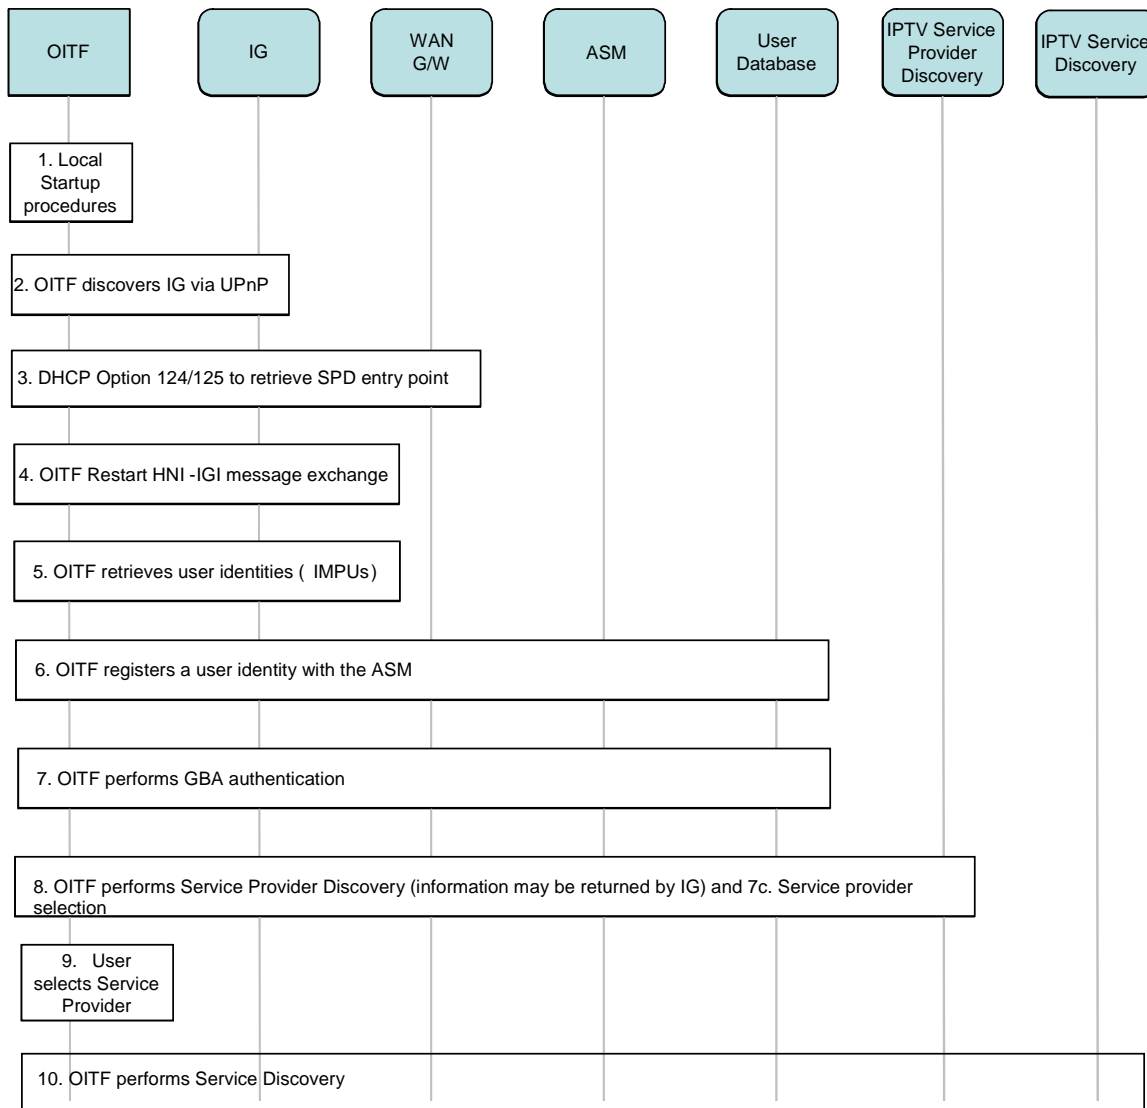 OITF
IG
WAN
G/W
ASM
User
Database
IPTV Service
Provider
Discovery
IPTV Service
Discovery
1. Local
Startup
procedures
2. OITF discovers IG via UPnP
3. DHCP Option 124/125 to retrieve SPD entry point
4. OITF Restart HNI -IGI message exchange
5. OITF retrieves user identities ( IMPUs)
6. OITF registers a user identity with the ASM
7. OITF performs GBA authentication
8. OITF performs Service Provider Discovery (information may be returned by IG) and 7c. Service provider
selection
9. User
selects Service
Provider
10. OITF performs Service Discovery